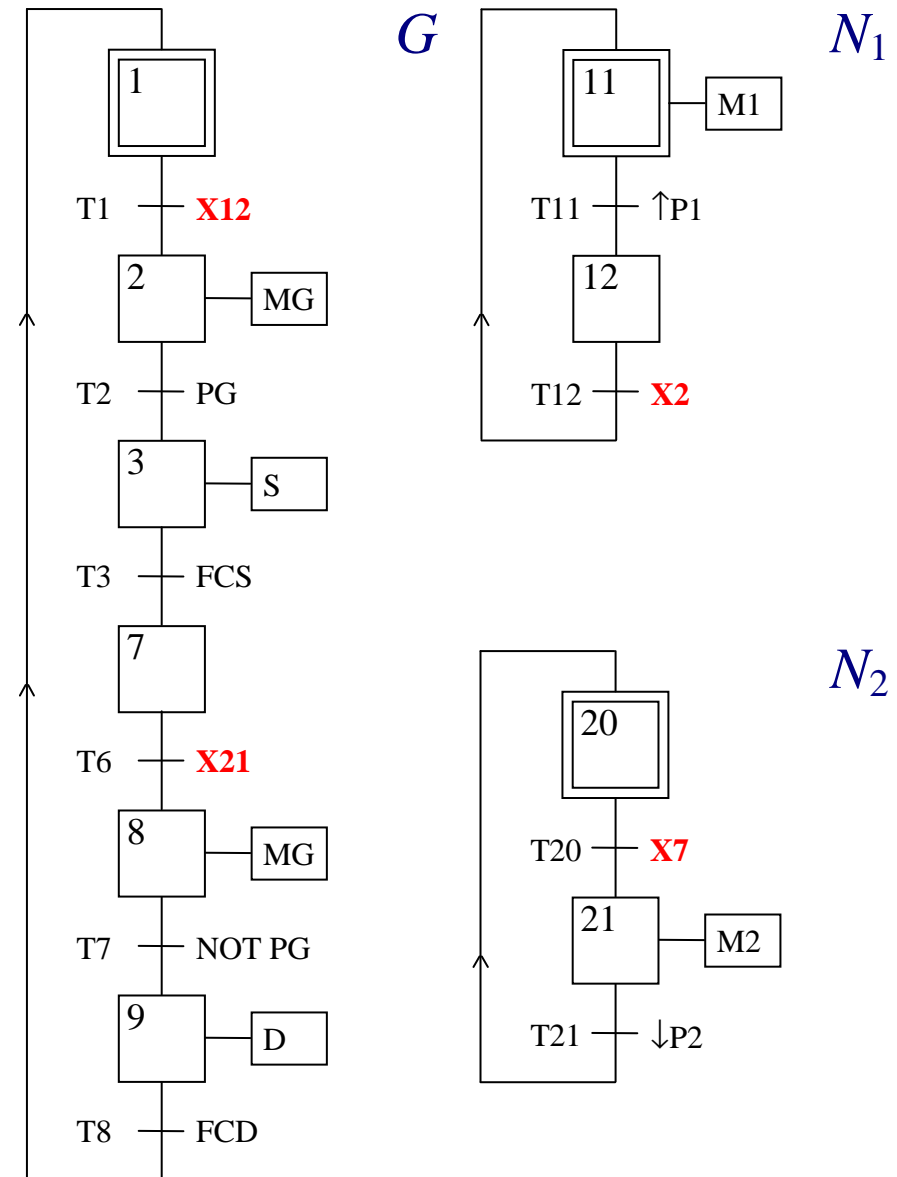 G
1
T1 X12
2
MG
T2 PG
3
S
T3 FCS
7
T6 X21
8
MG
T7 NOT PG
9
D
T8 FCD
N1
11
M1
T11 ↑P1
12
T12 X2
N2
20
T20 X7
21
M2
T21 ↓P2